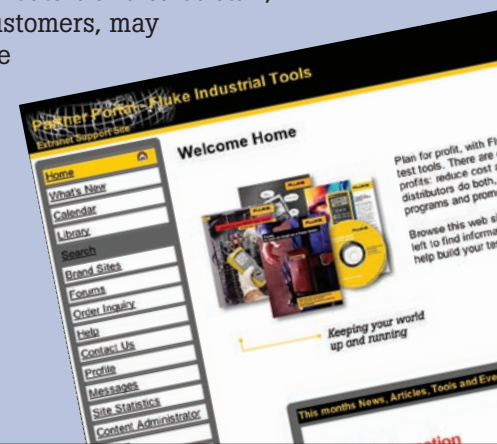 ustomers, may
e
Partner Portal - Fluke Industrial Tools
Extranet Support Site
Home
What's New
Calendar
Library
Search
Brand Sites
Forums
Order Inquiry
Help
Contact Us
Profile
Messages
Site Statistics
Content Administrator
Welcome Home
Plan for profit, with Fl
test tools. There are
profits: reduce cost a
distributors do both,
programs and promo
Browse this web s
left to find informa
help build your te
FLUKE
Keeping your world
up and running
This months News, Articles, Tools and Eve
ction